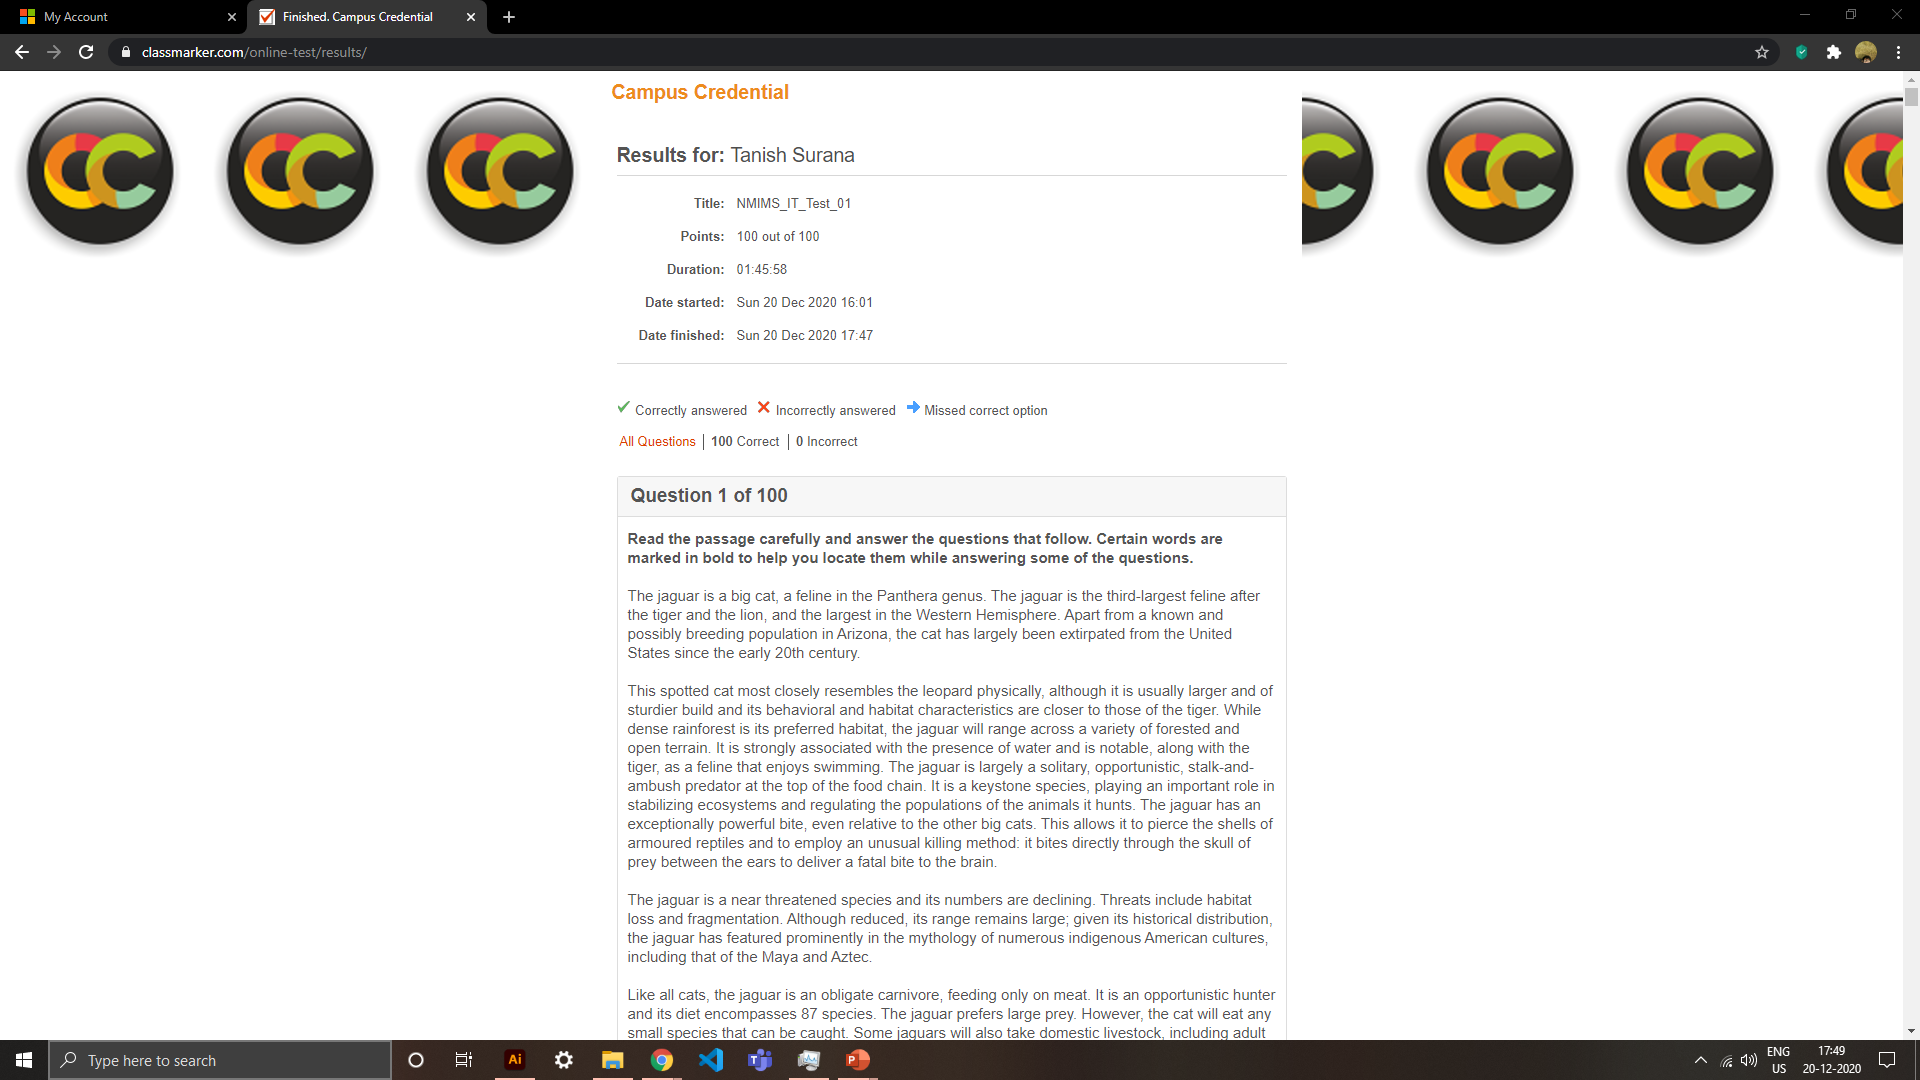 My Account
Finished. Campus Credential
classmarker.com/online-test/results/
Campus Credential
Results for: Tanish Surana
Title: NMIMS_IT_Test_01
Points: 100 out of 100
Duration: 01:45:58
Date started: Sun 20 Dec 2020 16:01
Date finished: Sun 20 Dec 2020 17:47
Correctly answered Incorrectly answered Missed correct option
All Questions | 100 Correct | 0 Incorrect
Question 1 of 100
Read the passage carefully and answer the questions that follow. Certain words are
marked in bold to help you locate them while answering some of the questions.
The jaguar is a big cat, a feline in the Panthera genus. The jaguar is the third-largest feline after
the tiger and the lion, and the largest in the Western Hemisphere. Apart from a known and
possibly breeding population in Arizona, the cat has largely been extirpated from the United
States since the early 20th century.
This spotted cat most closely resembles the leopard physically, although it is usually larger and of
sturdier build and its behavioral and habitat characteristics are closer to those of the tiger. While
dense rainforest is its preferred habitat, the jaguar will range across a variety of forested and
open terrain. It is strongly associated with the presence of water and is notable, along with the
tiger, as a feline that enjoys swimming. The jaguar is largely a solitary, opportunistic, stalk-and-
ambush predator at the top of the food chain. It is a keystone species, playing an important role in
stabilizing ecosystems and regulating the populations of the animals it hunts. The jaguar has an
exceptionally powerful bite, even relative to the other big cats. This allows it to pierce the shells of
armoured reptiles and to employ an unusual killing method: it bites directly through the skull of
prey between the ears to deliver a fatal bite to the brain.
The jaguar is a near threatened species and its numbers are declining. Threats include habitat
loss and fragmentation. Although reduced, its range remains large; given its historical distribution,
the jaguar has featured prominently in the mythology of numerous indigenous American cultures,
including that of the Maya and Aztec.
Like all cats, the jaguar is an obligate carnivore, feeding only on meat. It is an opportunistic hunter
and its diet encompasses 87 species. The jaguar prefers large prey. However, the cat will eat any
small species that can be caught. Some jaguars will also take domestic livestock, including adult
Type here to search
Ai
ENG
US
17:49
20-12-2020